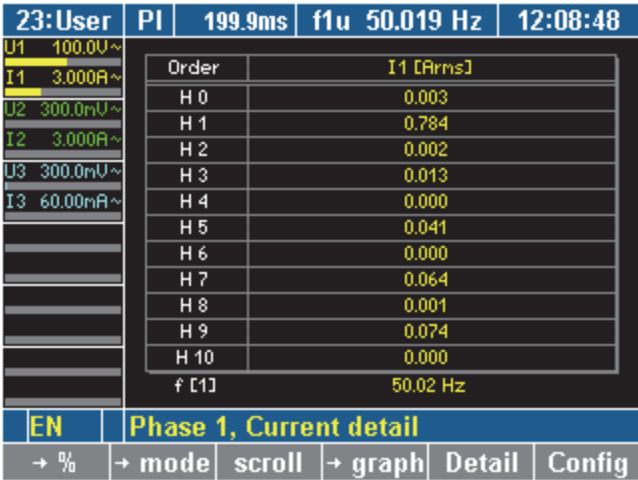 23:User PI 199.9ms f1u 50.019 Hz 12:08:48
U1 100.0V~
I1 3.000A~
U2 300.0mV~
I2 3.000A~
U3 300.0mV~
I3 60.00mA~
Order I1 [Arms]
H 0 0.003
H 1 0.784
H 2 0.002
H 3 0.013
H 4 0.000
H 5 0.041
H 6 0.000
H 7 0.064
H 8 0.001
H 9 0.074
H 10 0.000
f [1] 50.02 Hz
EN Phase 1, Current detail
→ % → mode scroll → graph Detail Config